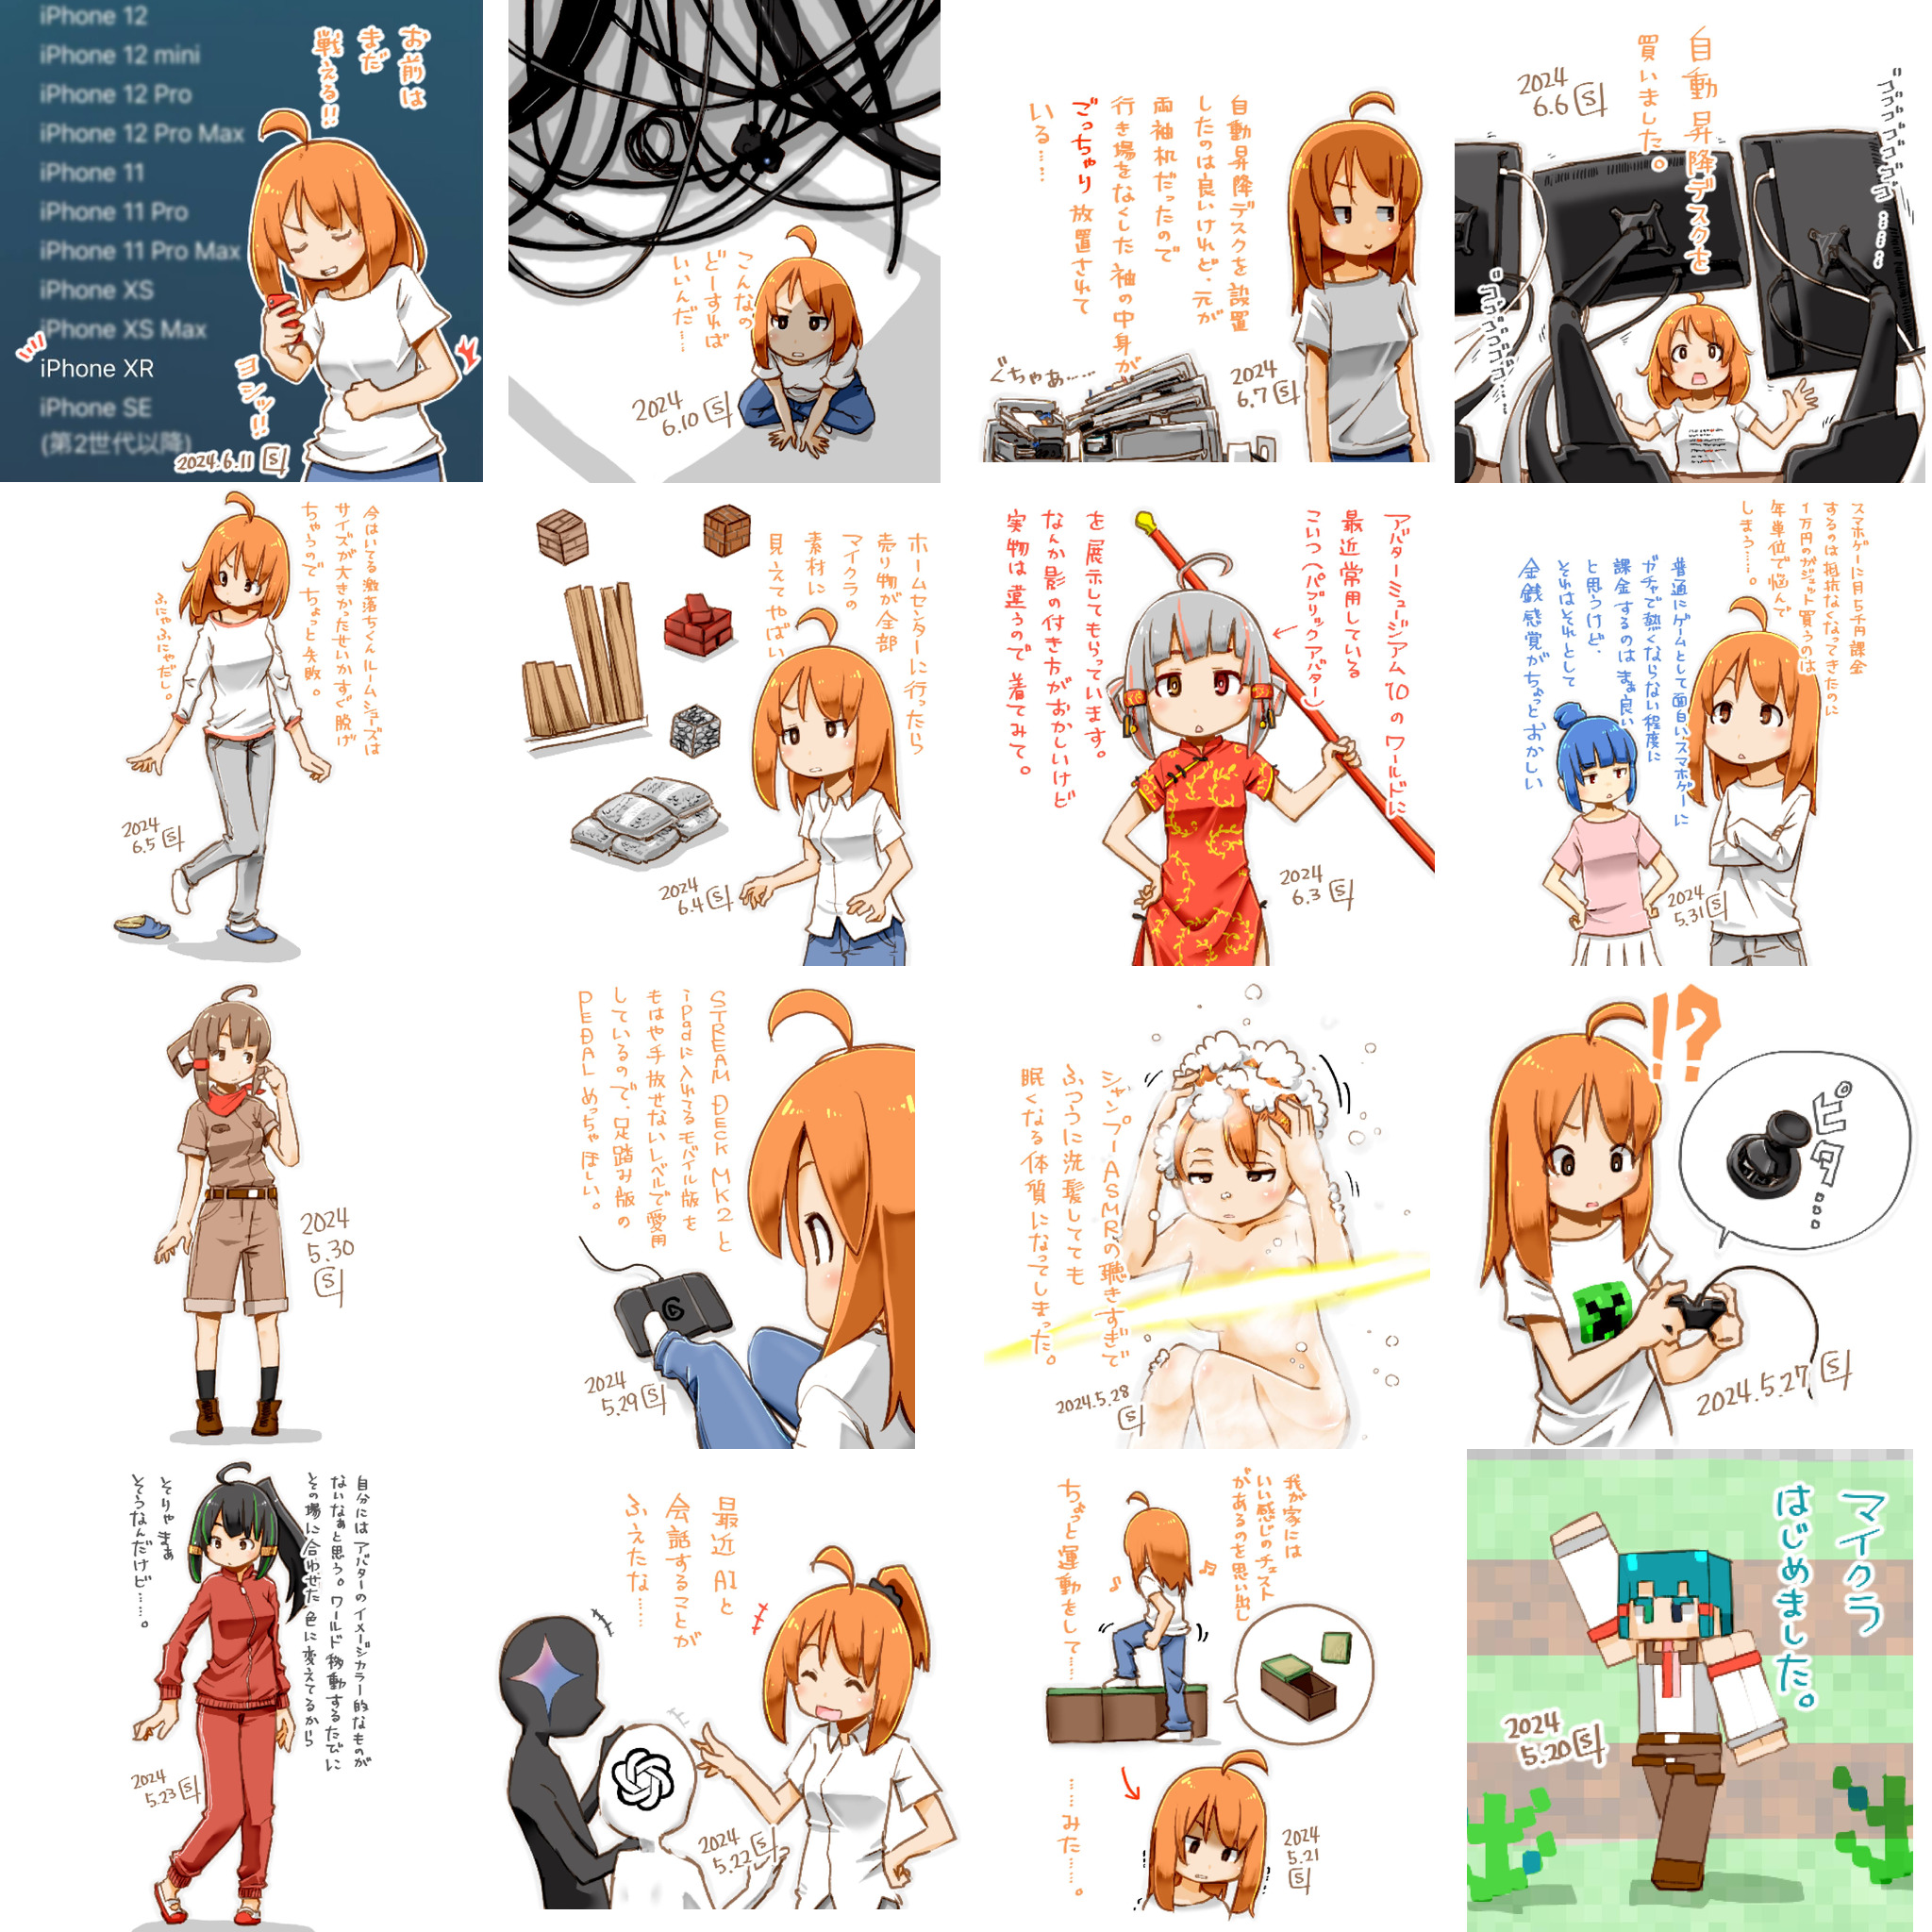 iPhone 12
iPhone 12 mini
iPhone 12 Pro
iPhone 12 Pro Max
iPhone 11
iPhone 11 Pro
iPhone 11 Pro Max
iPhone XS
iPhone XS Max
iPhone XR
iPhone SE
(第2世代以降)
お前は
まだ
戦える!!
ヨシッ!!
2024.6.11 S
こんなの
どーすれば
いいんだ……
2024
6.10 S
自動昇降デスクを設置
したのは良いけれど、元が
両袖机だったので
行き場をなくした袖の中身が
ごっちゃり放置されて
いる……
ぐちゃあ……
2024
6.7 S
自動昇降デスクを
買いました。
2024
6.6 S
ゴゴゴゴゴゴゴ……
ゴゴゴゴゴ……
今はいてる激落ちくんルームシューズは
サイズが大きかったせいかすぐ脱げ
ちゃうので ちょっと失敗。
ふにゃふにゃだし。
2024
6.5 S
ホームセンターに行ったら
売り物が全部
マイクラの
素材に
見えてやばい
2024
6.4 S
アバターミュージアム10のワールドに
最近常用している
こいつ(パブリックアバター)
を展示してもらっています。
なんか影の付き方がおかしいけど
実物は違うので着てみて。
2024
6.3 S
スマホゲーに月5千円課金
するのは抵抗なくなってきたのに
1万円のガジェット買うのは
年単位で悩んで
しまう……。
普通にゲームとして面白いスマホゲーに
ガチャで熱くならない程度に
課金するのはまぁ良い
と思うけど、
それはそれとして
金銭感覚がちょっとおかしい
2024
5.31 S
2024
5.30
S
STREAM DECK MK2と
iPadに入れてるモバイル版を
もはや手放せないレベルで愛用
しているので、足踏み版の
PEDALめっちゃほしい。
2024
5.29 S
シャンプーASMRの聴きすぎで
ふつうに洗髪してても
眠くなる体質になってしまった。
2024.5.28
S
!?
ピタ…
2024.5.27 S
自分にはアバターのイメージカラー的なものが
ないなぁと思う。ワールド移動するたびに
その場に合わせた色に変えてるから
そりゃまぁ
そうなんだけど……。
2024
5.23 S
最近AIと
会話することが
ふえたな……
2024
5.22 S
我が家には
いい感じのチェスト
があるのを思い出し
ちょっと運動をして……
……みた……。
2024
5.21
S
マイクラ
はじめました。
2024
5.20 S